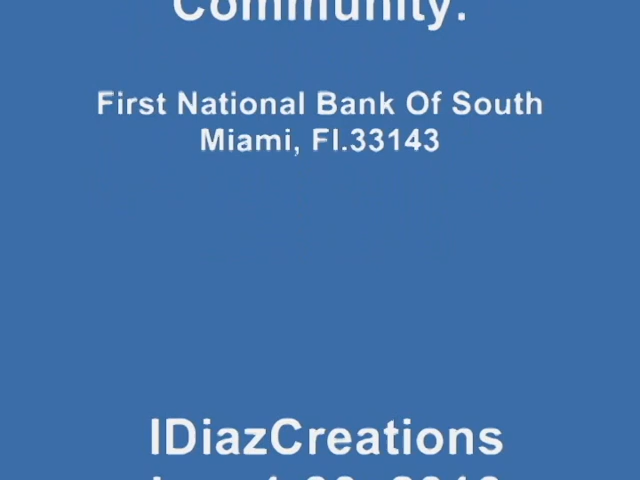 Community.
First National Bank Of South
Miami, Fl.33143
IDiazCreations